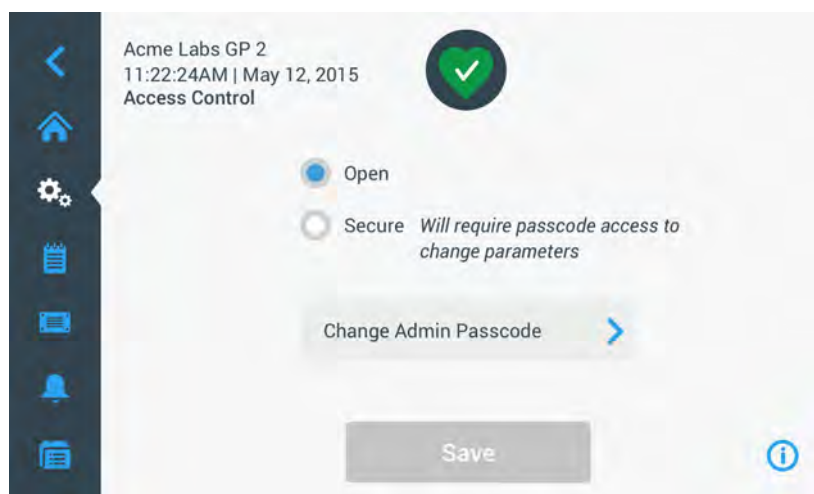 Acme Labs GP 2
11:22:24AM | May 12, 2015
Access Control
Open
Secure Will require passcode access to
change parameters
Change Admin Passcode
Save